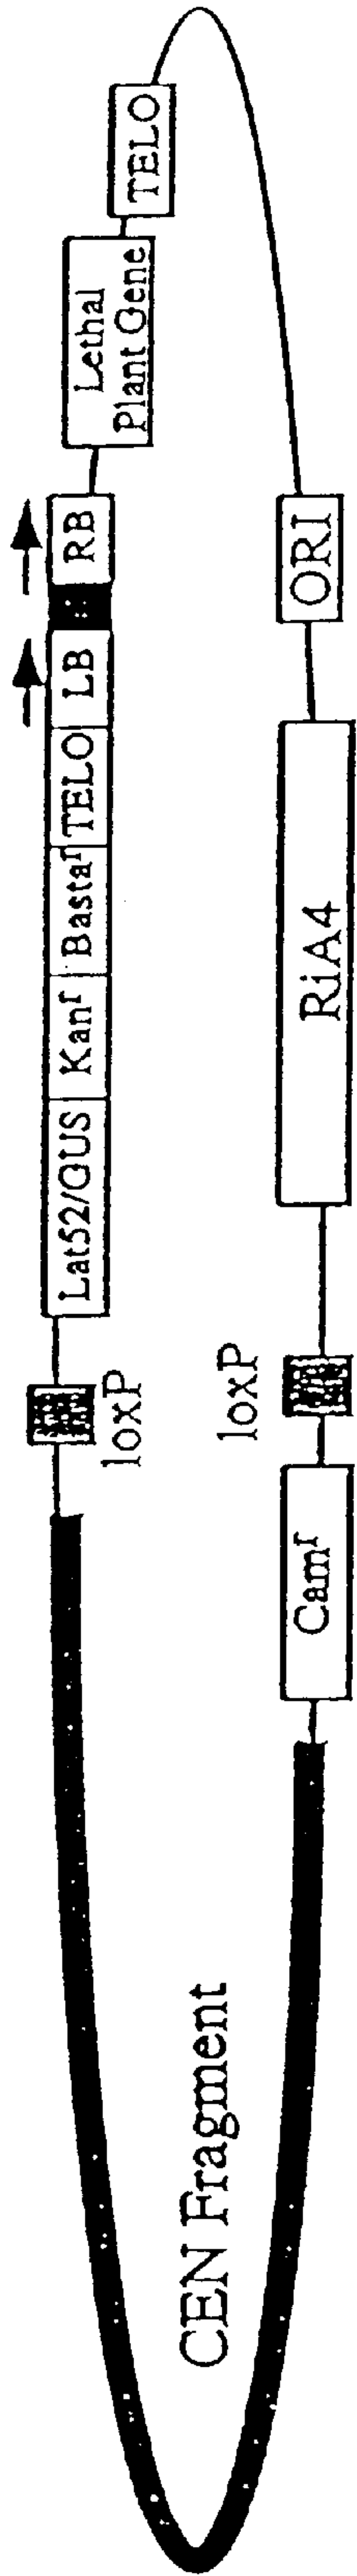 Lat52/GUS
Kanʳ
Bastaʳ
TELO
LB
RB
Lethal
Plant Gene
TELO
loxP
CEN Fragment
loxP
Camʳ
RiA4
ORI